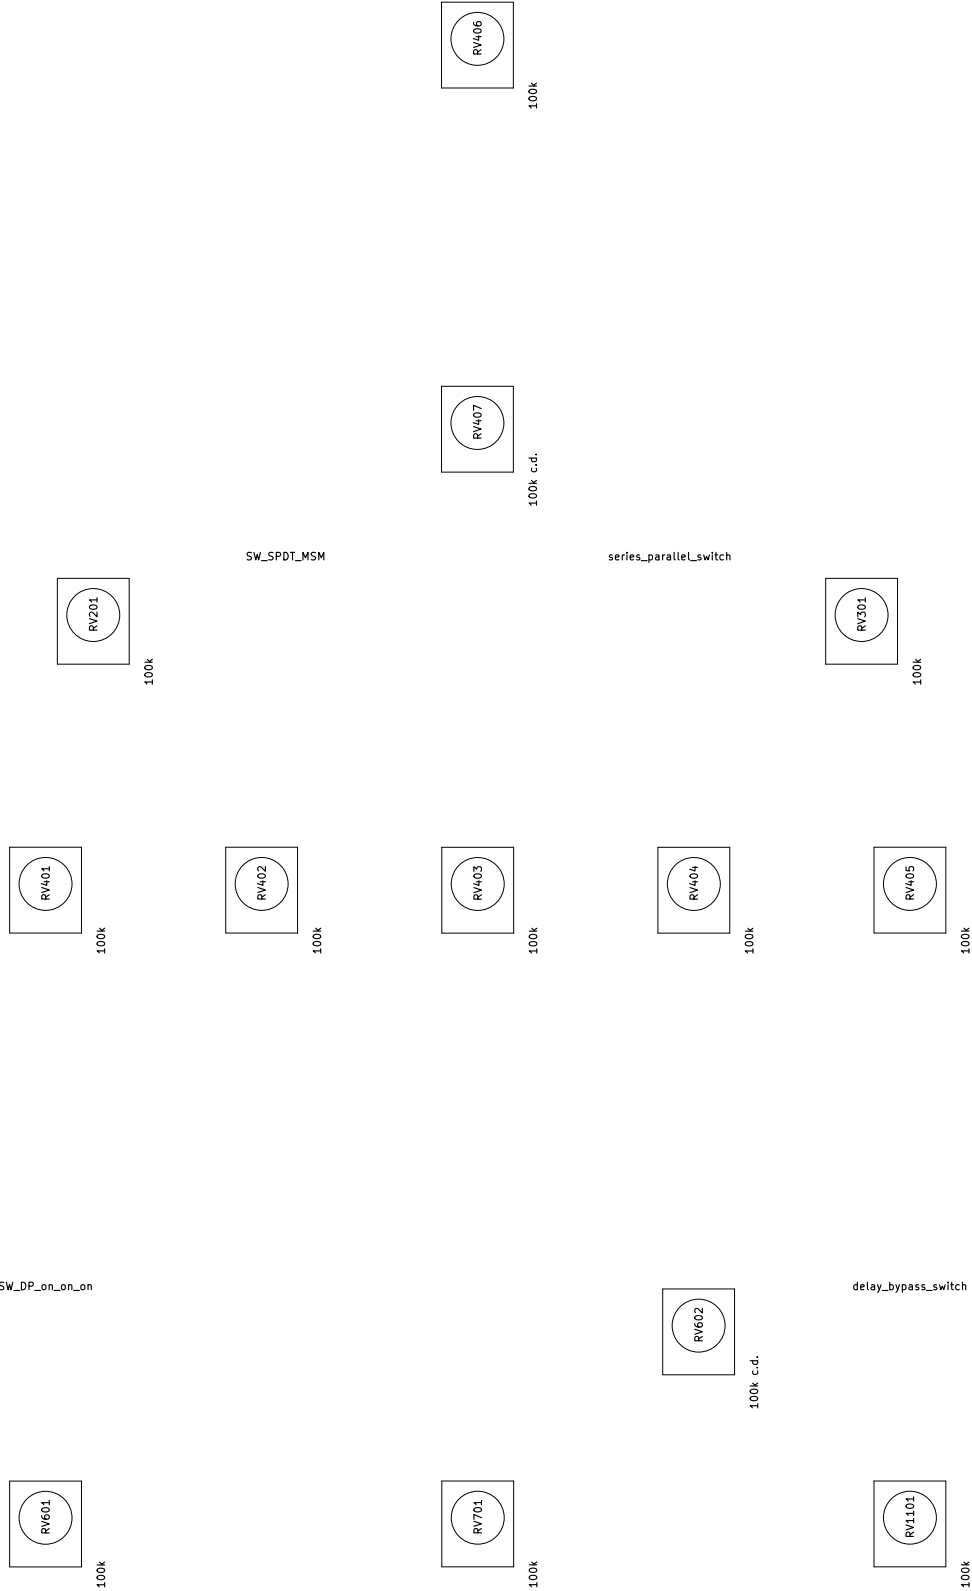 RV406
100k
RV407
100k c.d.
SW_SPDT_MSM
series_parallel_switch
RV201
100k
RV301
100k
RV401
100k
RV402
100k
RV403
100k
RV404
100k
RV405
100k
SW_DP_on_on_on
delay_bypass_switch
RV602
100k c.d.
RV601
100k
RV701
100k
RV1101
100k